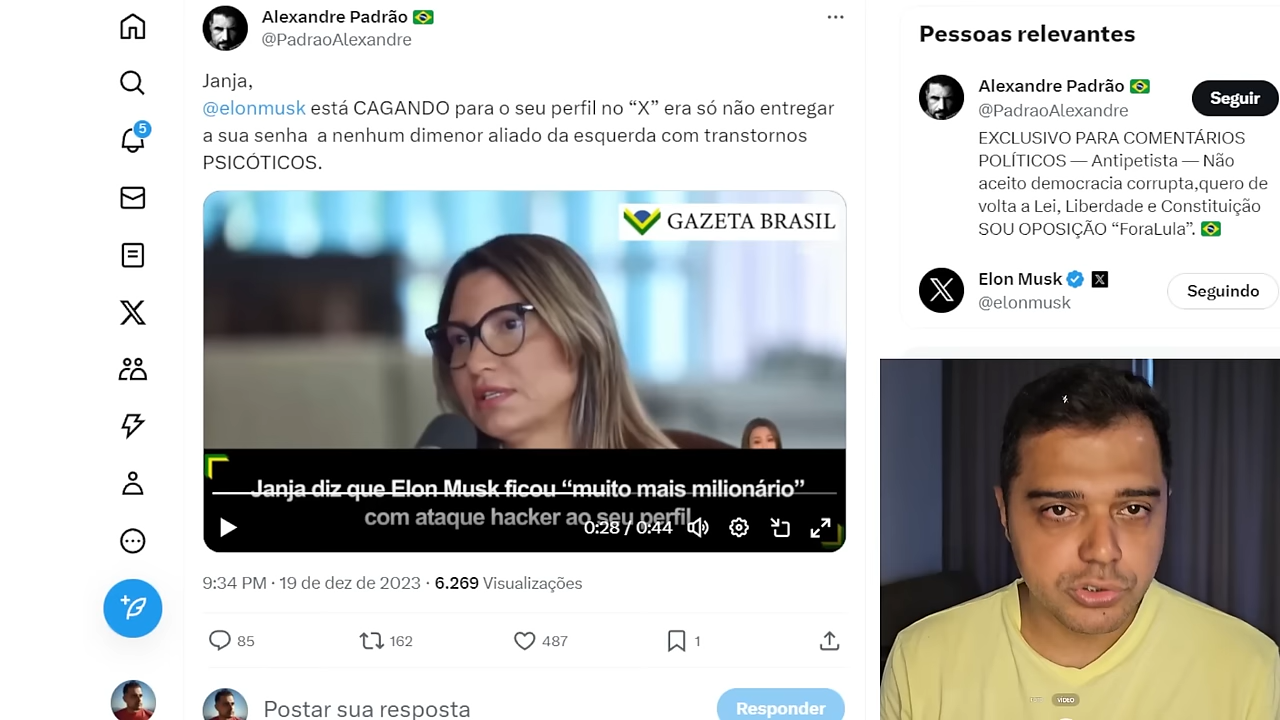 Alexandre Padrão
@PadraoAlexandre
Janja,
@elonmusk está CAGANDO para o seu perfil no “X” era só não entregar
a sua senha a nenhum dimenor aliado da esquerda com transtornos
PSICÓTICOS.
GAZETA BRASIL
Janja diz que Elon Musk ficou “muito mais milionário”
com ataque hacker ao seu perfil
0:28 / 0:44
9:34 PM · 19 de dez de 2023 · 6.269 Visualizações
85
162
487
1
Postar sua resposta
Responder
5
Pessoas relevantes
Alexandre Padrão
@PadraoAlexandre
Seguir
EXCLUSIVO PARA COMENTÁRIOS
POLÍTICOS — Antipetista — Não
aceito democracia corrupta,quero de
volta a Lei, Liberdade e Constituição
SOU OPOSIÇÃO “ForaLula”.
Elon Musk
@elonmusk
Seguindo
VÍDEO